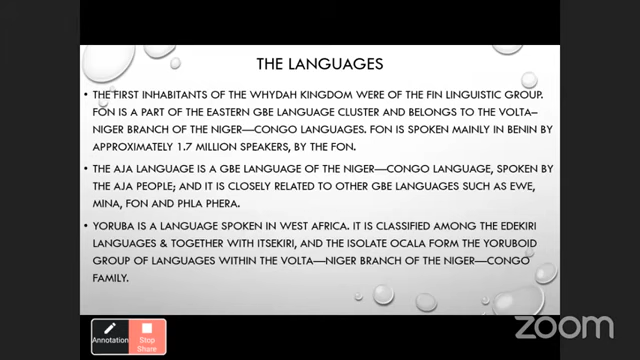 THE LANGUAGES
• THE FIRST INHABITANTS OF THE WHYDAH KINGDOM WERE OF THE FIN LINGUISTIC GROUP.
FON IS A PART OF THE EASTERN GBE LANGUAGE CLUSTER AND BELONGS TO THE VOLTA–
NIGER BRANCH OF THE NIGER—CONGO LANGUAGES. FON IS SPOKEN MAINLY IN BENIN BY
APPROXIMATELY 1.7 MILLION SPEAKERS, BY THE FON.
• THE AJA LANGUAGE IS A GBE LANGUAGE OF THE NIGER—CONGO LANGUAGE, SPOKEN BY
THE AJA PEOPLE; AND IT IS CLOSELY RELATED TO OTHER GBE LANGUAGES SUCH AS EWE,
MINA, FON AND PHLA PHERA.
• YORUBA IS A LANGUAGE SPOKEN IN WEST AFRICA. IT IS CLASSIFIED AMONG THE EDEKIRI
LANGUAGES & TOGETHER WITH ITSEKIRI, AND THE ISOLATE OCALA FORM THE YORUBOID
GROUP OF LANGUAGES WITHIN THE VOLTA—NIGER BRANCH OF THE NIGER—CONGO
FAMILY.
Annotation
Stop
Share
zoom